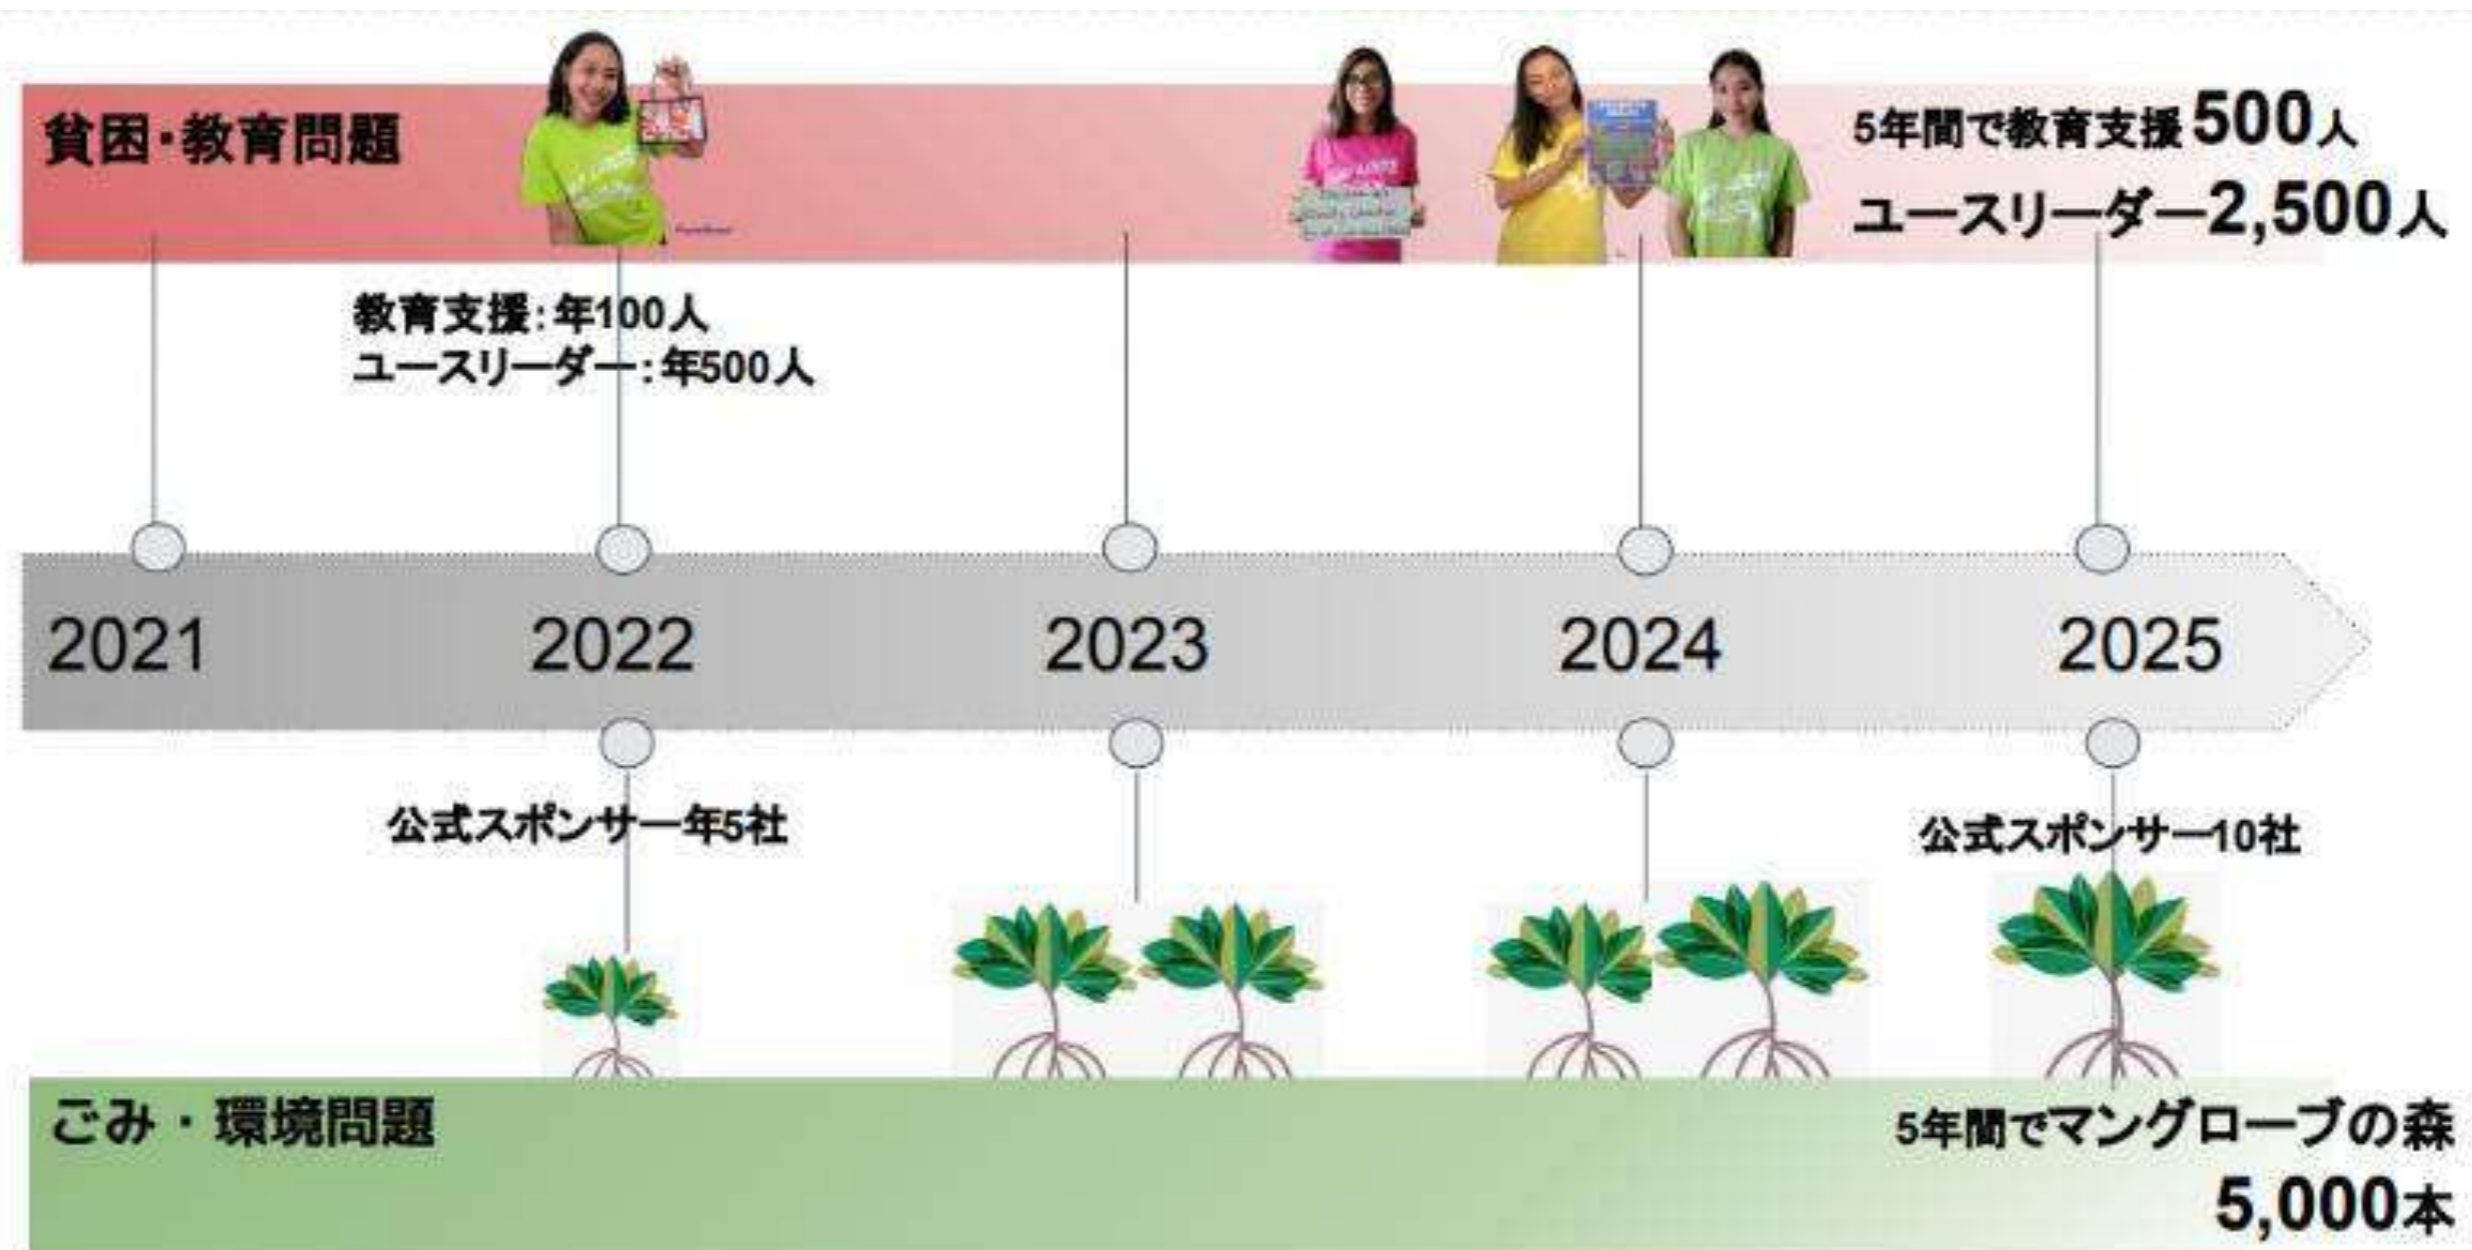 貧困・教育問題
5年間で教育支援500人
ユースリーダー2,500人
教育支援：年100人
ユースリーダー：年500人
2021 2022 2023 2024 2025
公式スポンサー年5社
公式スポンサー10社
ごみ・環境問題
5年間でマングローブの森
5,000本